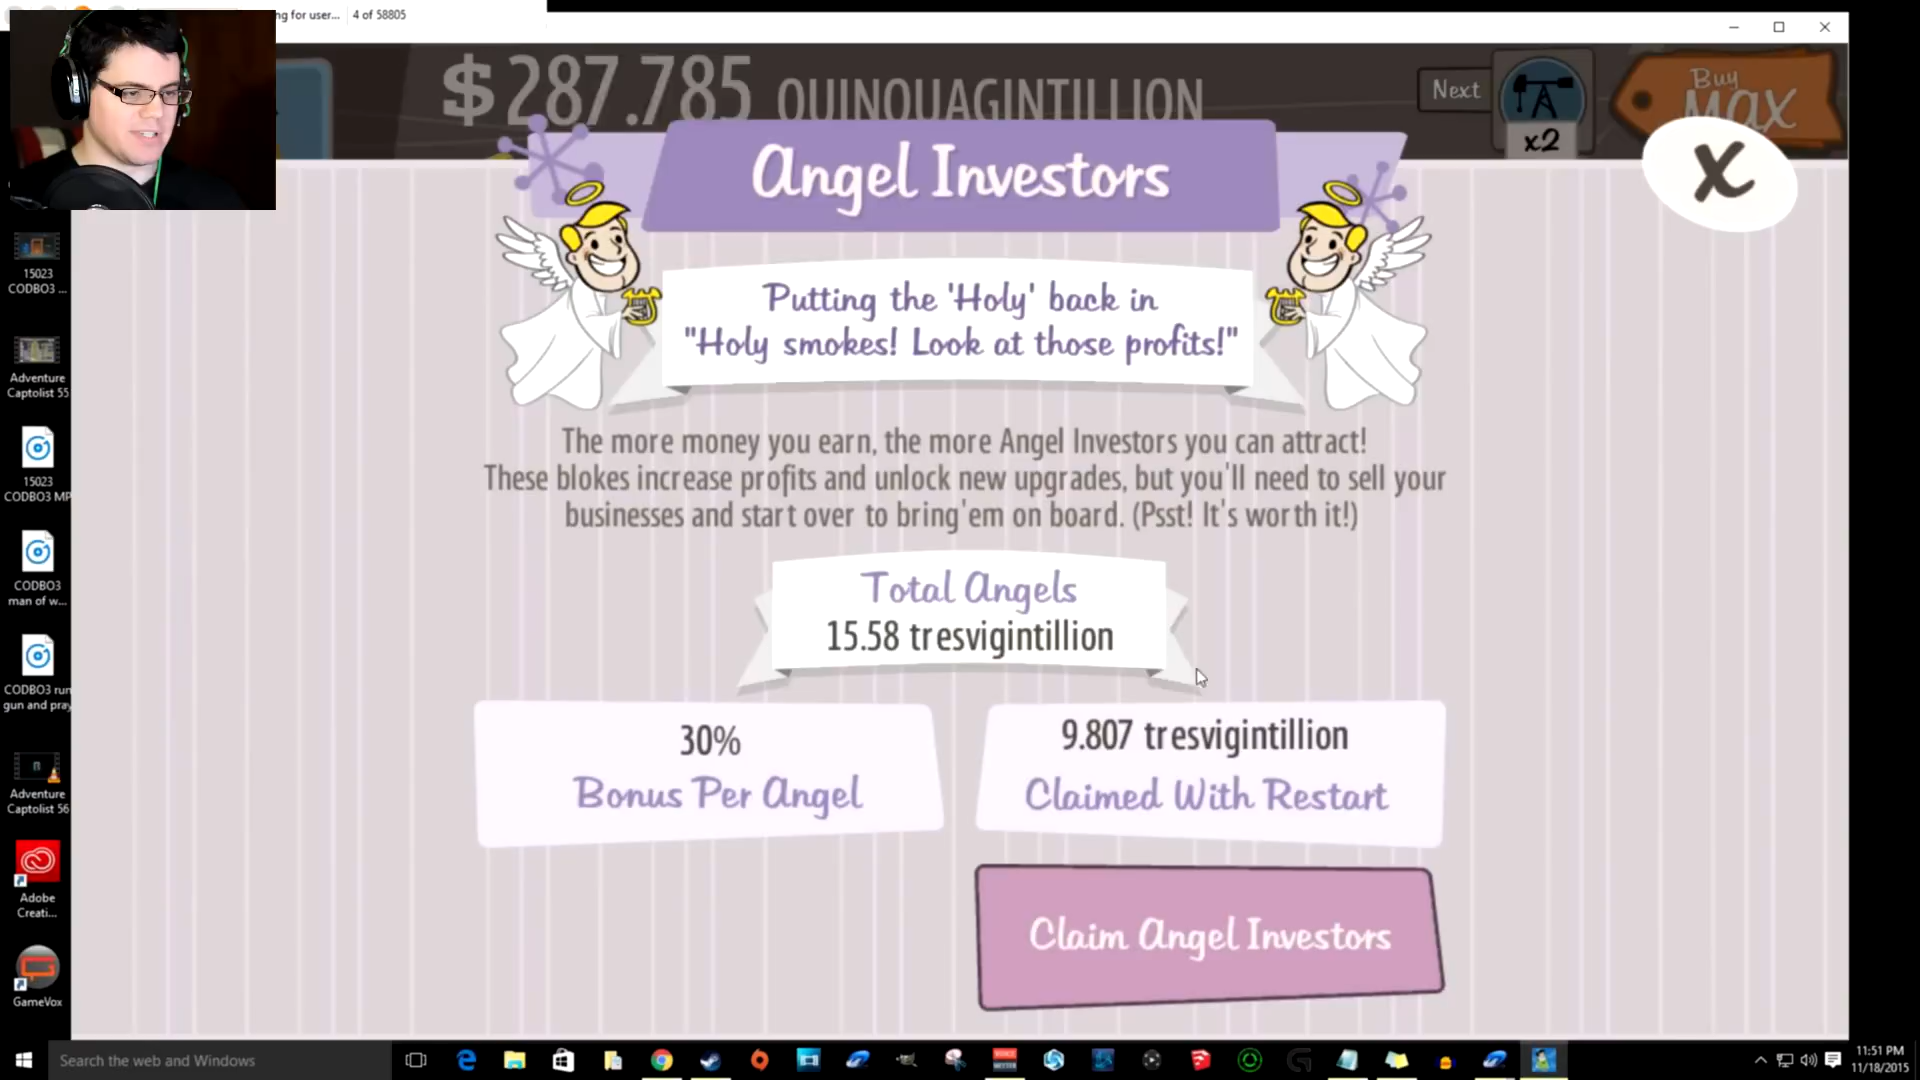 ng for user... 4 of 58805
$287.785 QUINQUAGINTILLION
Next
x2
Buy
MAX
X
Angel Investors
Putting the 'Holy' back in
"Holy smokes! Look at those profits!"
The more money you earn, the more Angel Investors you can attract!
These blokes increase profits and unlock new upgrades, but you'll need to sell your
businesses and start over to bring'em on board. (Psst! It's worth it!)
Total Angels
15.58 tresvigintillion
30%
Bonus Per Angel
9.807 tresvigintillion
Claimed With Restart
Claim Angel Investors
15023
CODBO3 ...
Adventure
Captolist 55
15023
CODBO3 MP
CODBO3
man of w...
CODBO3 run
gun and pray
Adventure
Captolist 56
Adobe
Creati...
GameVox
Search the web and Windows
11:51 PM
11/18/2015